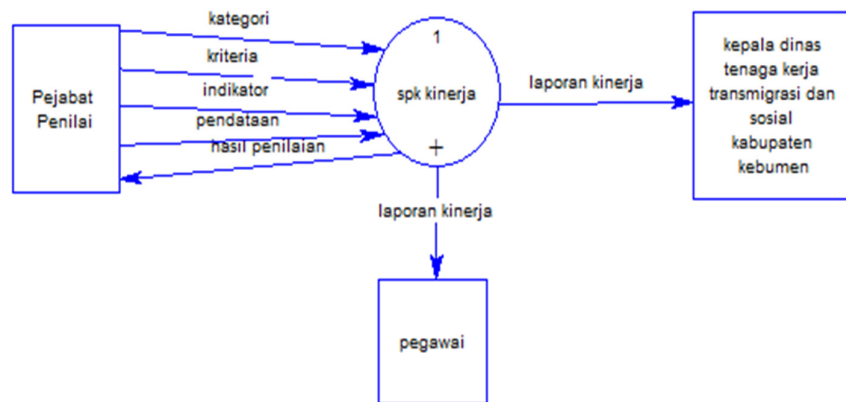 kategori
kriteria
indikator
pendataan
hasil penilaian
Pejabat
Penilai
1
spk kinerja
+
laporan kinerja
kepala dinas
tenaga kerja
transmigrasi dan
sosial
kabupaten
kebumen
laporan kinerja
pegawai